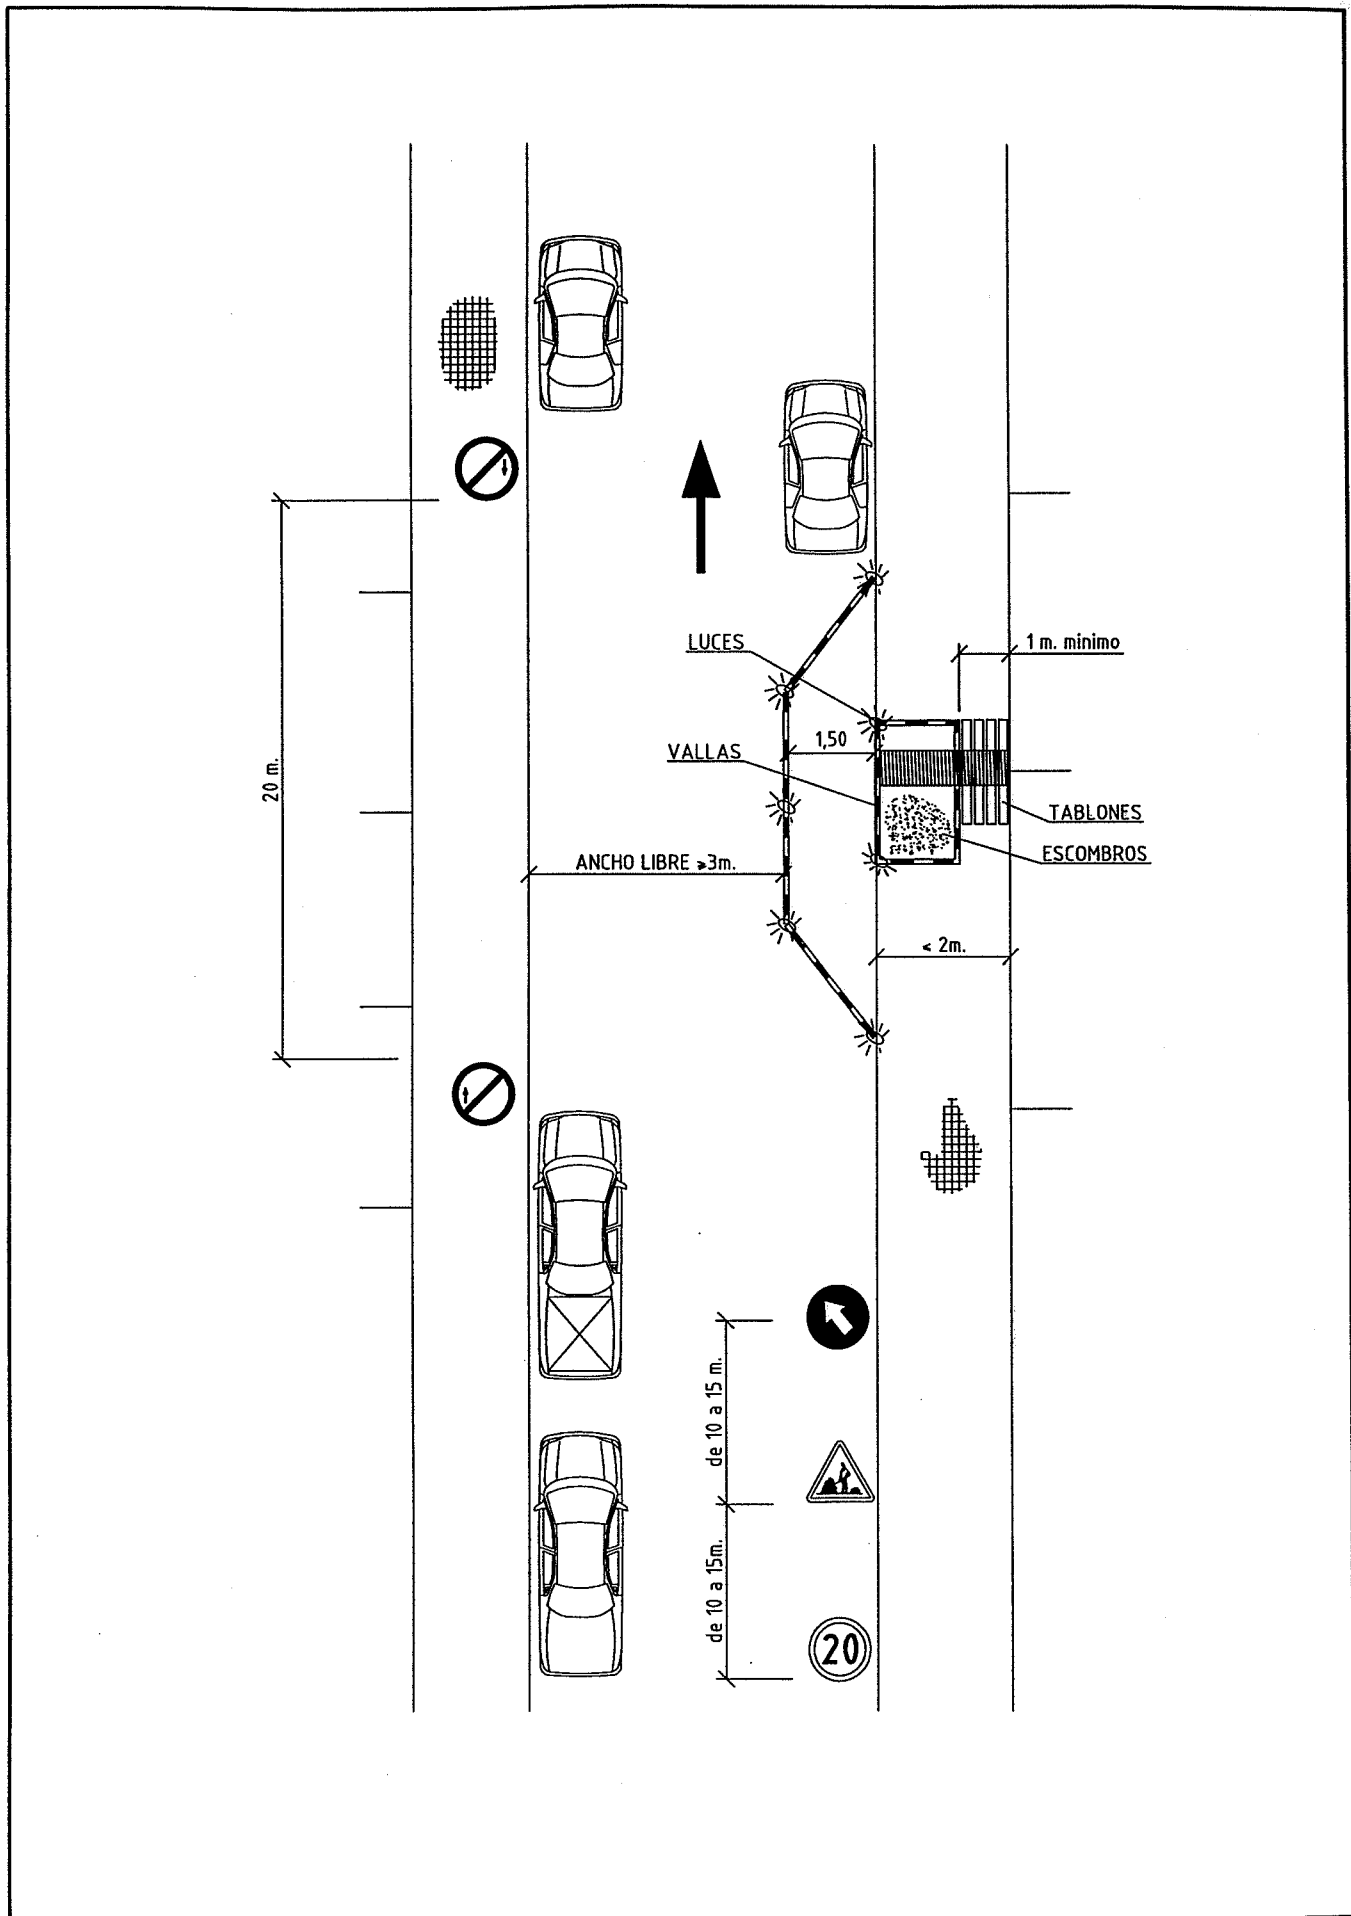 LUCES
1 m. minimo
1,50
VALLAS
20 m.
TABLONES
ESCOMBROS
ANCHO LIBRE ⩾3m.
< 2m.
de 10 a 15 m.
de 10 a 15m.
20